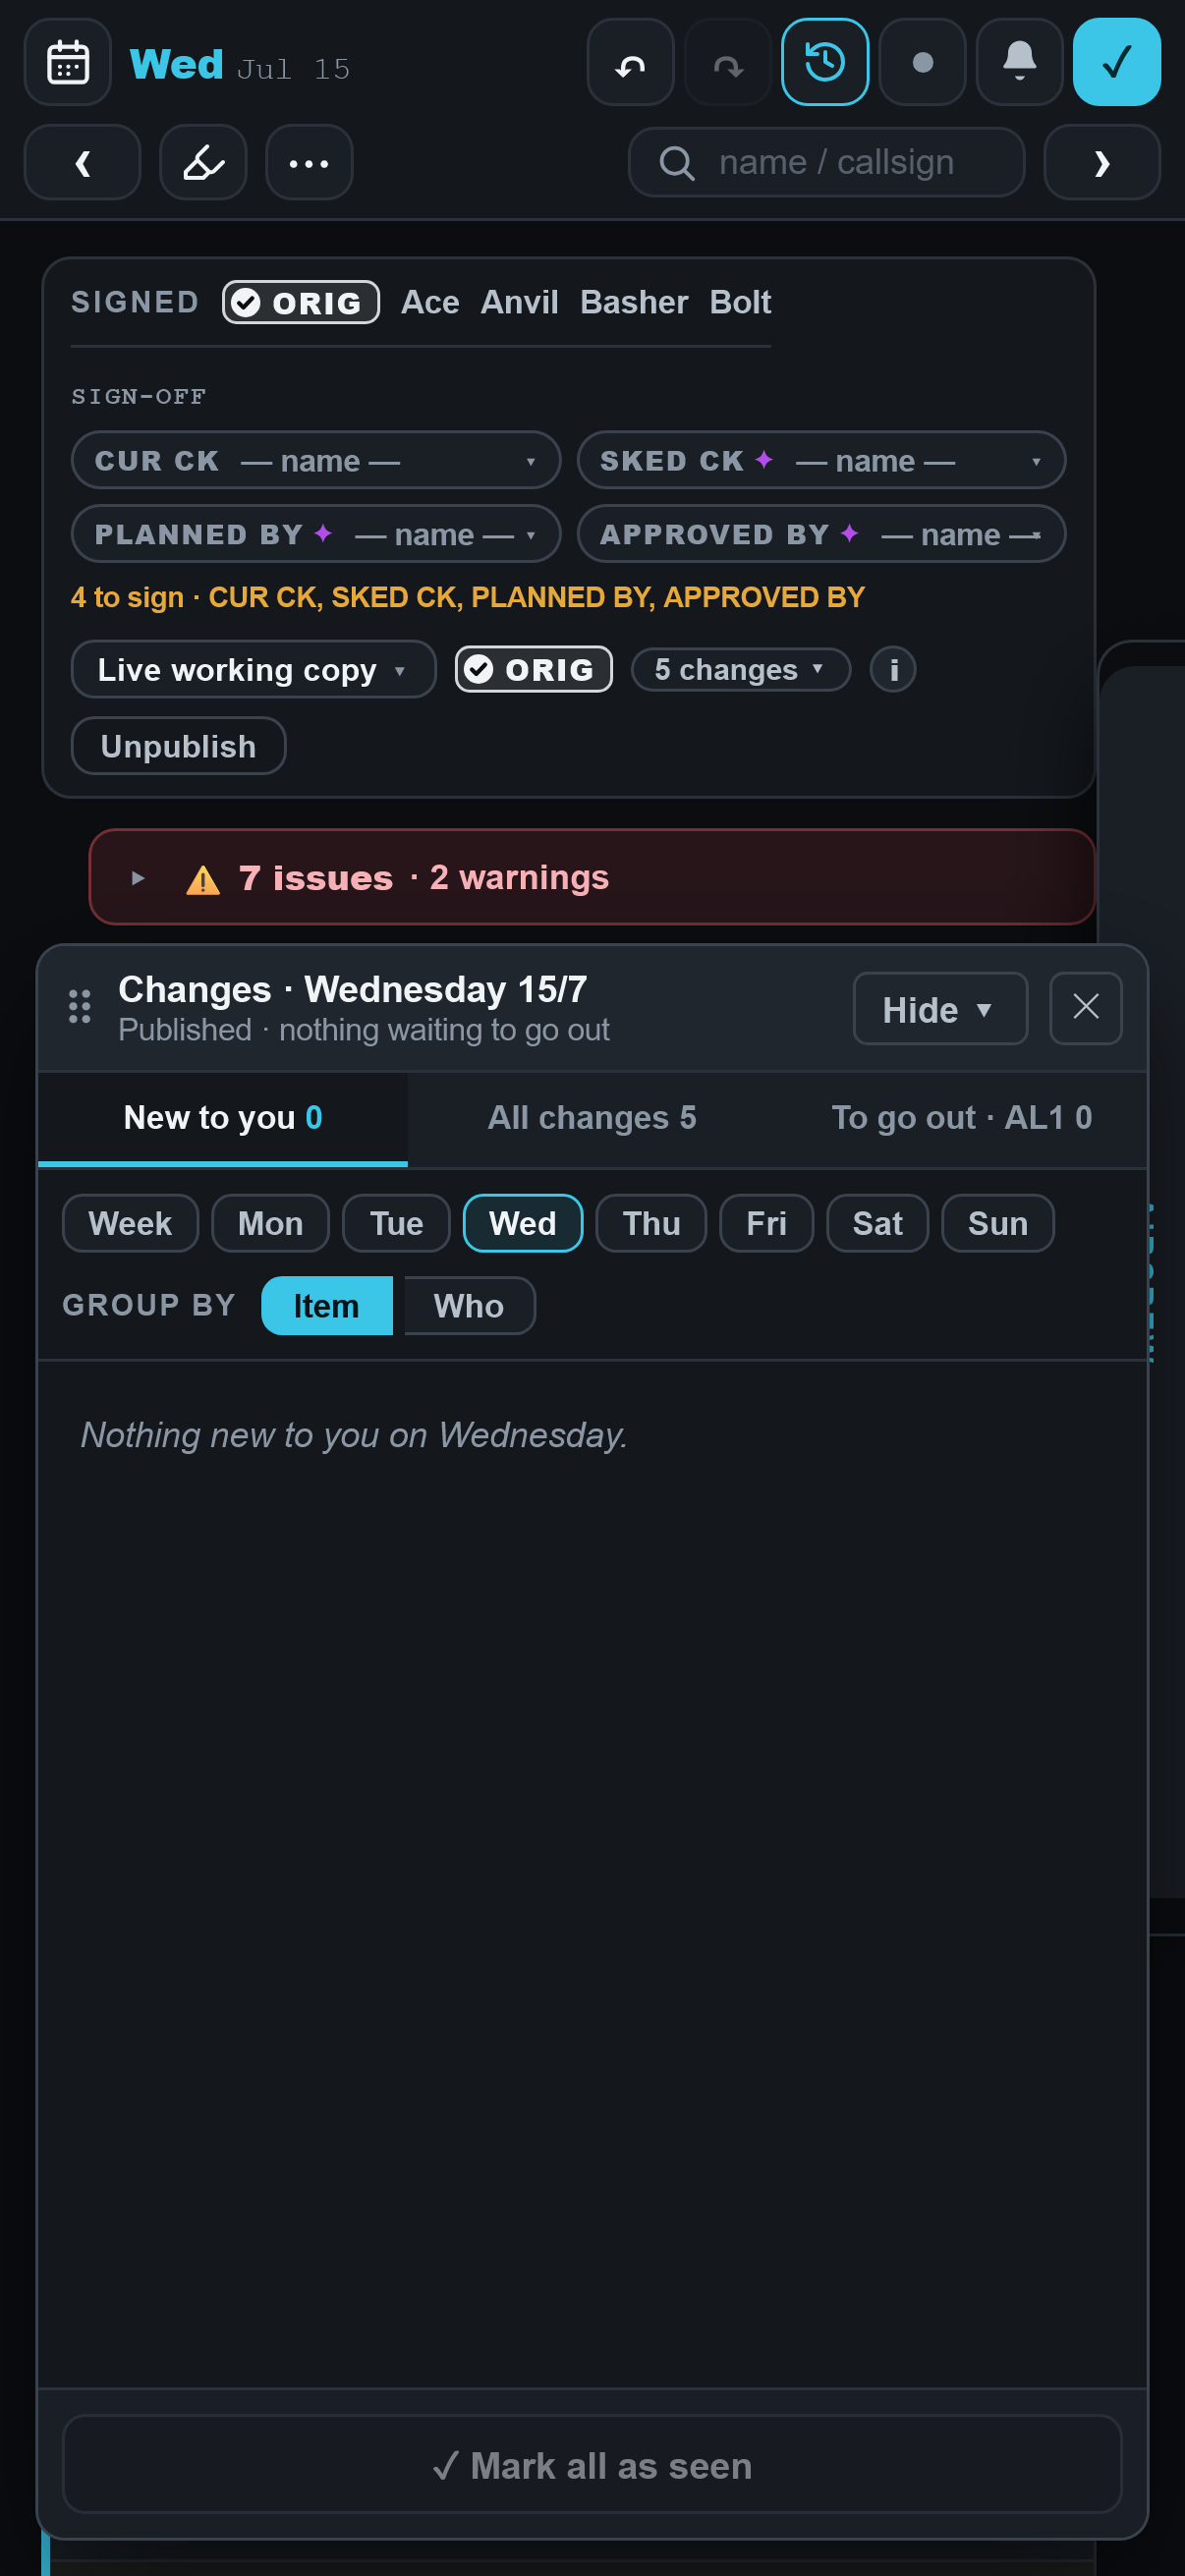 Wed Jul 15
name / callsign
SIGNED ORIG Ace Anvil Basher Bolt
SIGN-OFF
CUR CK — name —
SKED CK — name —
PLANNED BY — name —
APPROVED BY — name —
4 to sign · CUR CK, SKED CK, PLANNED BY, APPROVED BY
Live working copy ORIG 5 changes i
Unpublish
7 issues · 2 warnings
Changes · Wednesday 15/7
Published · nothing waiting to go out
Hide
New to you 0
All changes 5
To go out · AL1 0
Week Mon Tue Wed Thu Fri Sat Sun
GROUP BY Item Who
Nothing new to you on Wednesday.
✓ Mark all as seen